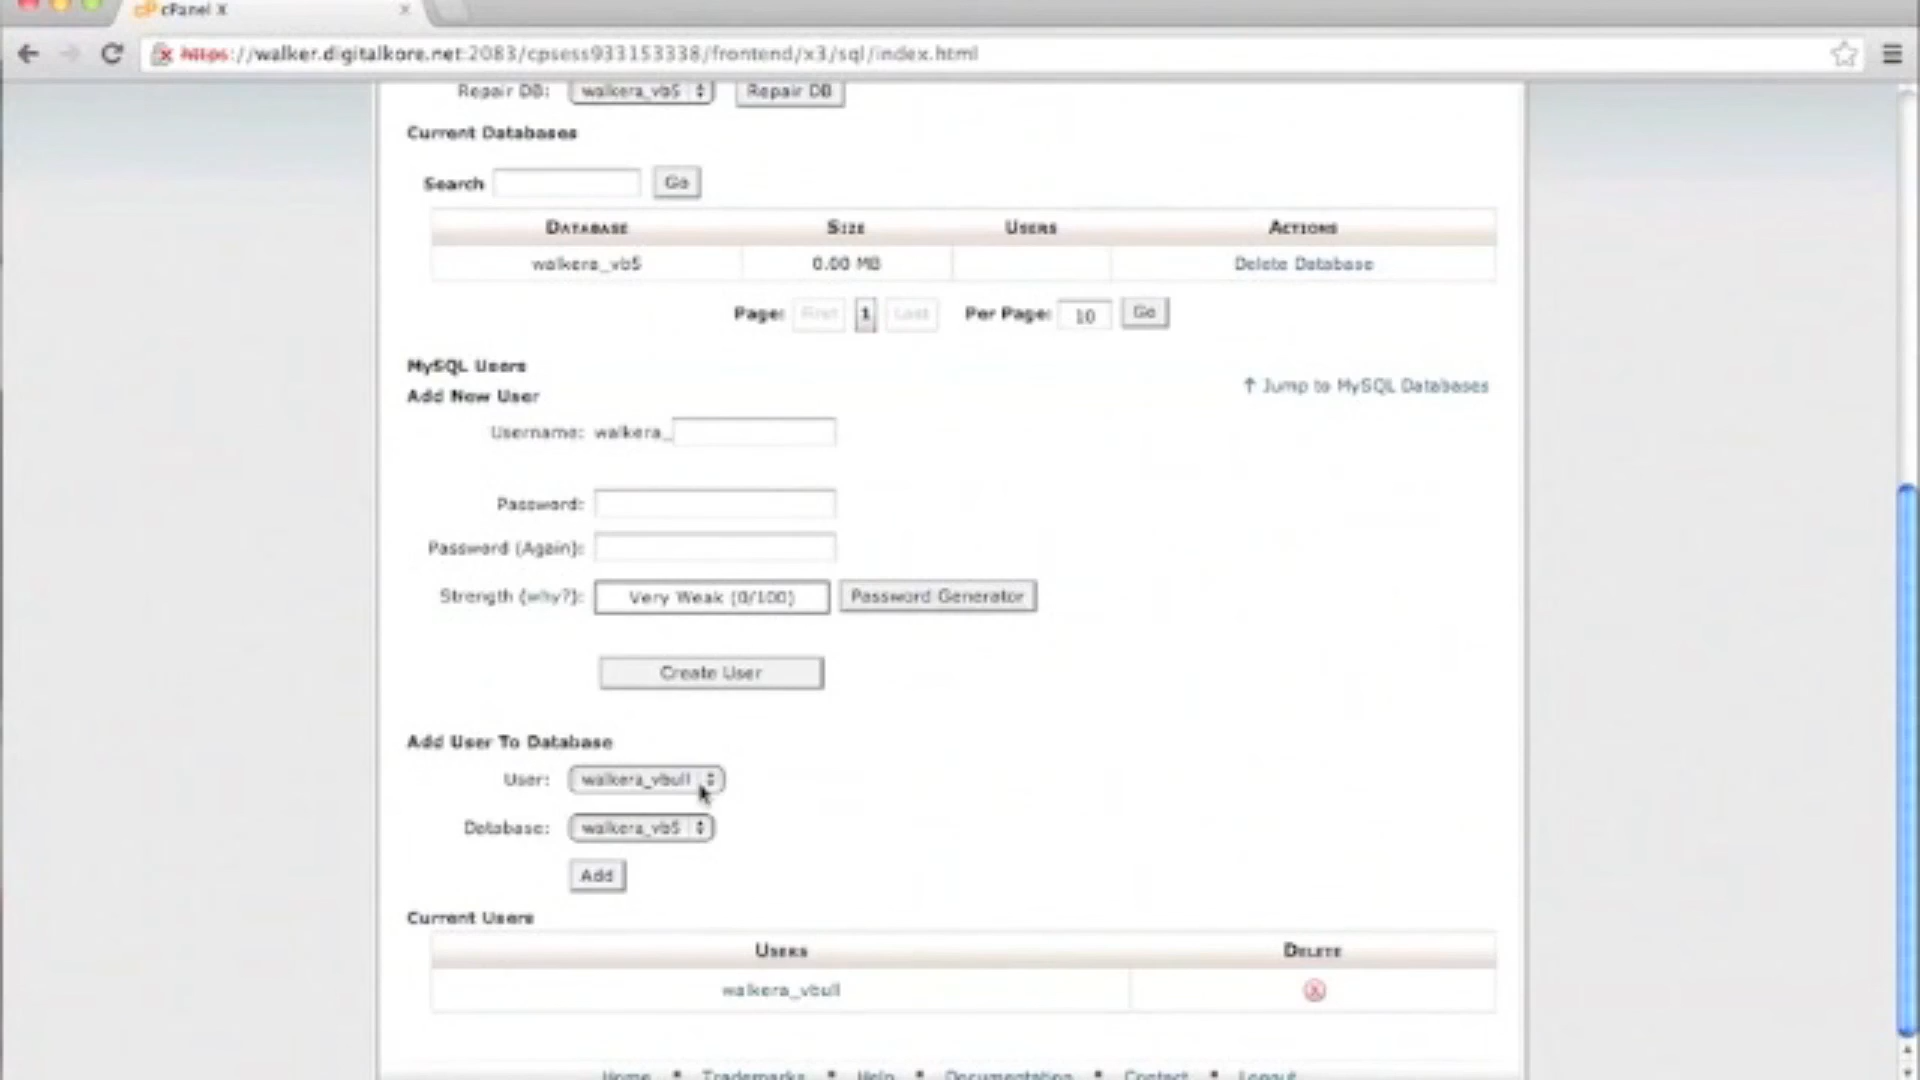 cPanel X
https://walker.digitalkore.net:2083/cpsess933153338/frontend/x3/sql/index.html
Repair DB: walkera_vb5 Repair DB
Current Databases
Search Go
Database Size Users Actions
walkera_vb5 0.00 MB Delete Database
Page: First 1 Last Per Page: 10 Go
MySQL Users
↑ Jump to MySQL Databases
Add New User
Username: walkera_
Password:
Password (Again):
Strength (why?): Very Weak (0/100) Password Generator
Create User
Add User To Database
User: walkera_vbull
Database: walkera_vb5
Add
Current Users
Users Delete
walkera_vbull
Home • Trademarks • Help • Documentation • Contact • Logout